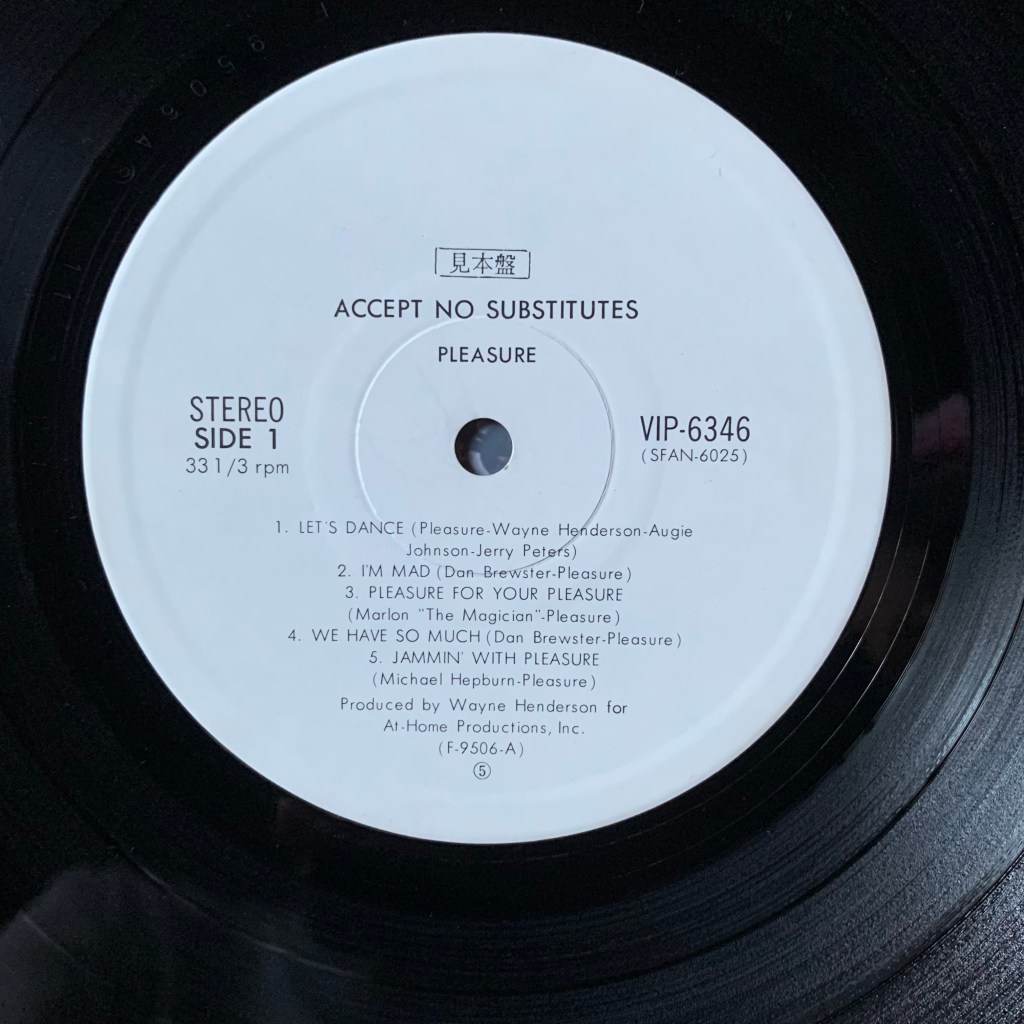 見本盤
ACCEPT NO SUBSTITUTES
PLEASURE
STEREO
SIDE 1
33 1/3 rpm
VIP-6346
(SFAN-6025)
1. LET'S DANCE (Pleasure-Wayne Henderson-Augie
Johnson-Jerry Peters)
2. I'M MAD (Dan Brewster-Pleasure)
3. PLEASURE FOR YOUR PLEASURE
(Marlon "The Magician"-Pleasure)
4. WE HAVE SO MUCH (Dan Brewster-Pleasure)
5. JAMMIN' WITH PLEASURE
(Michael Hepburn-Pleasure)
Produced by Wayne Henderson for
At-Home Productions, Inc.
(F-9506-A)
⑤